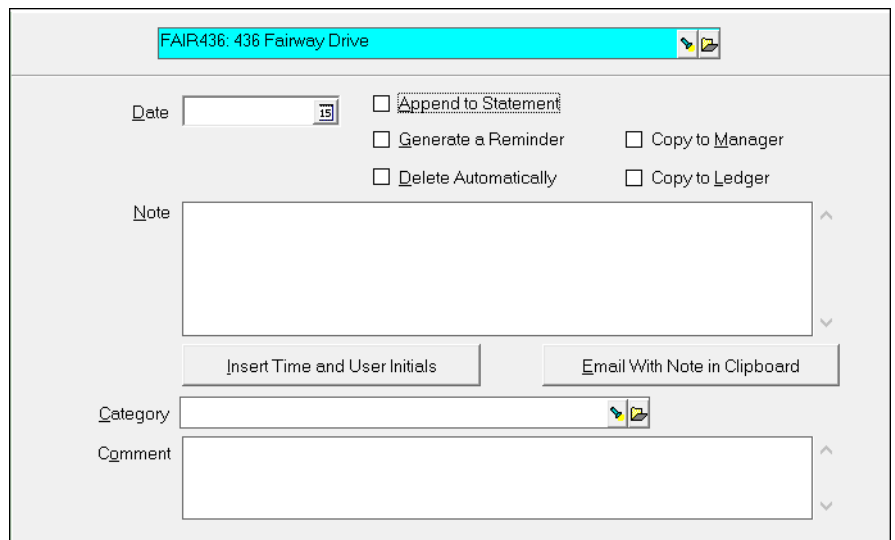 FAIR436: 436 Fairway Drive
Date 15 Append to Statement
Generate a Reminder Copy to Manager
Delete Automatically Copy to Ledger
Note
Insert Time and User Initials Email With Note in Clipboard
Category
Comment